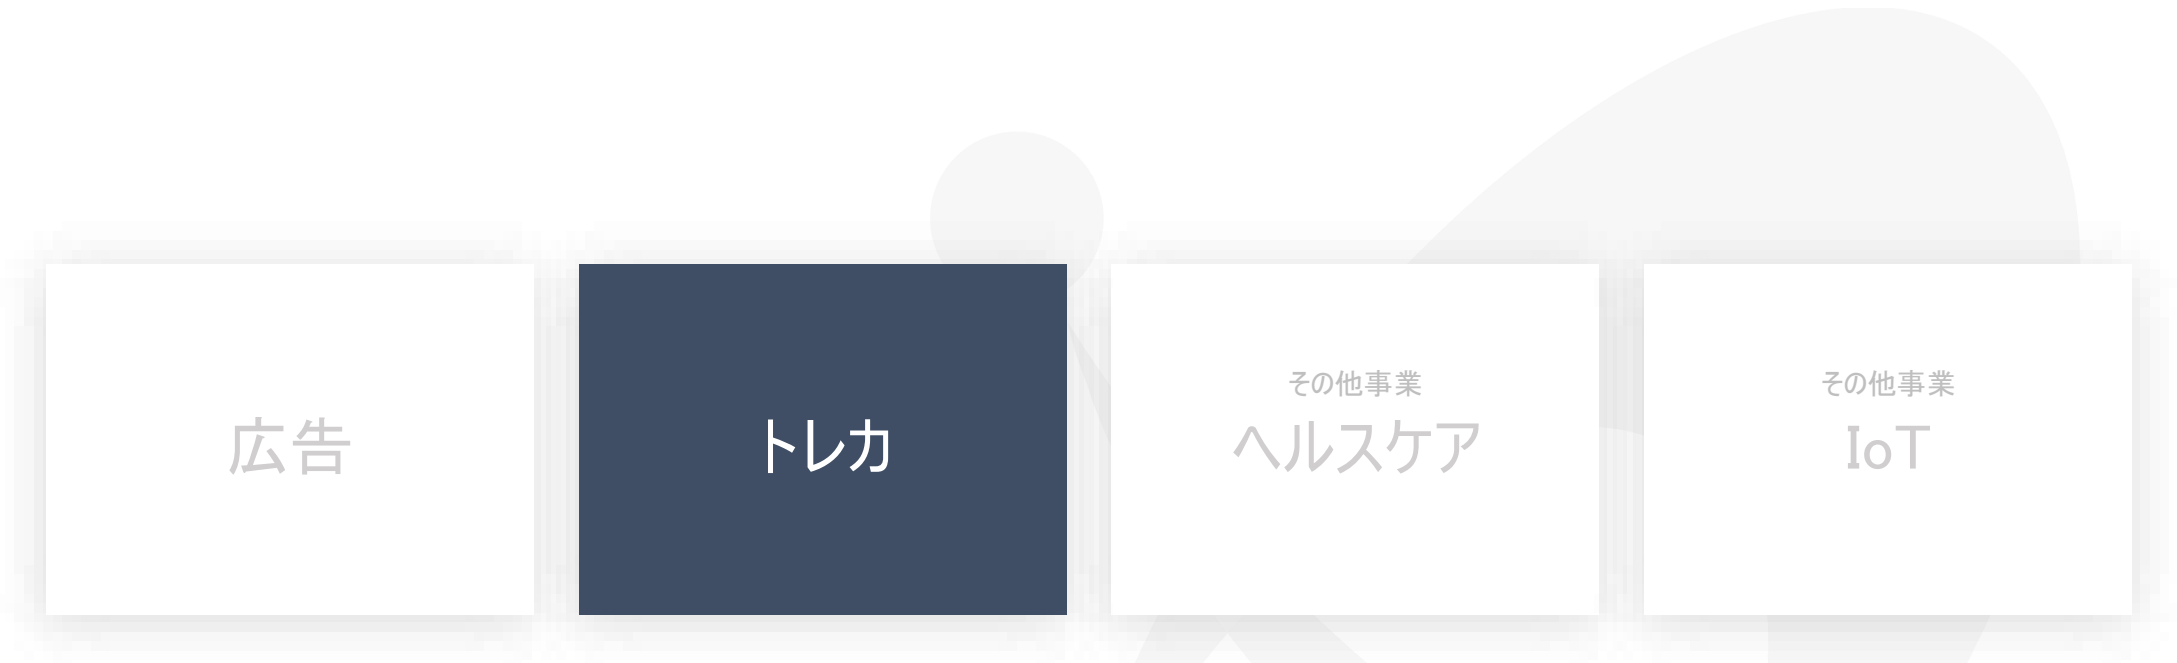 広告
トレカ
その他事業
ヘルスケア
その他事業
IoT